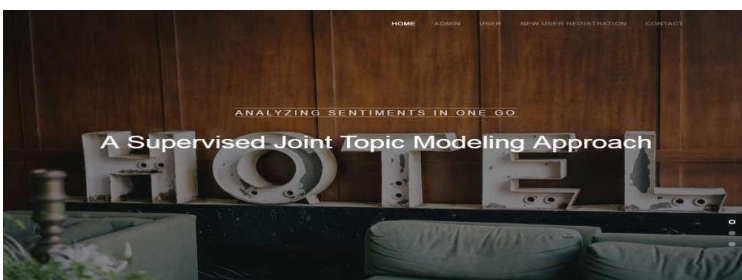 HOME ADMIN USER NEW USER REGISTRATION CONTACT
ANALYZING SENTIMENTS IN ONE GO
A Supervised Joint Topic Modeling Approach
HOTEL